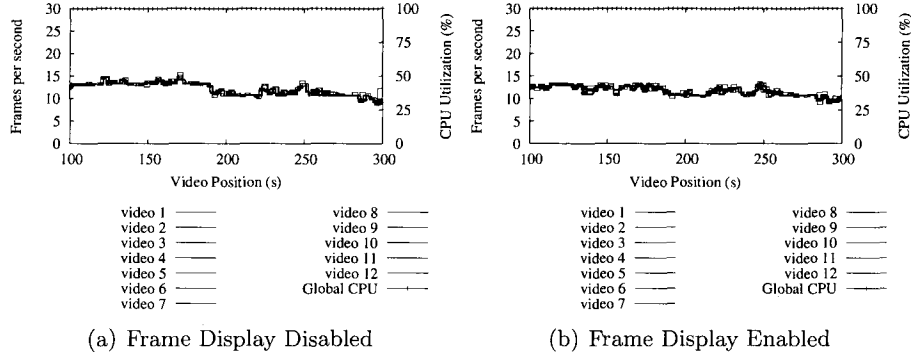 30
25
20
15
10
5
0
Frames per second
100
75
50
25
0
CPU Utilization (%)
100 150 200 250 300
Video Position (s)
video 1
video 2
video 3
video 4
video 5
video 6
video 7
video 8
video 9
video 10
video 11
video 12
Global CPU
(a) Frame Display Disabled
30
25
20
15
10
5
0
Frames per second
100
75
50
25
0
CPU Utilization (%)
100 150 200 250 300
Video Position (s)
video 1
video 2
video 3
video 4
video 5
video 6
video 7
video 8
video 9
video 10
video 11
video 12
Global CPU
(b) Frame Display Enabled